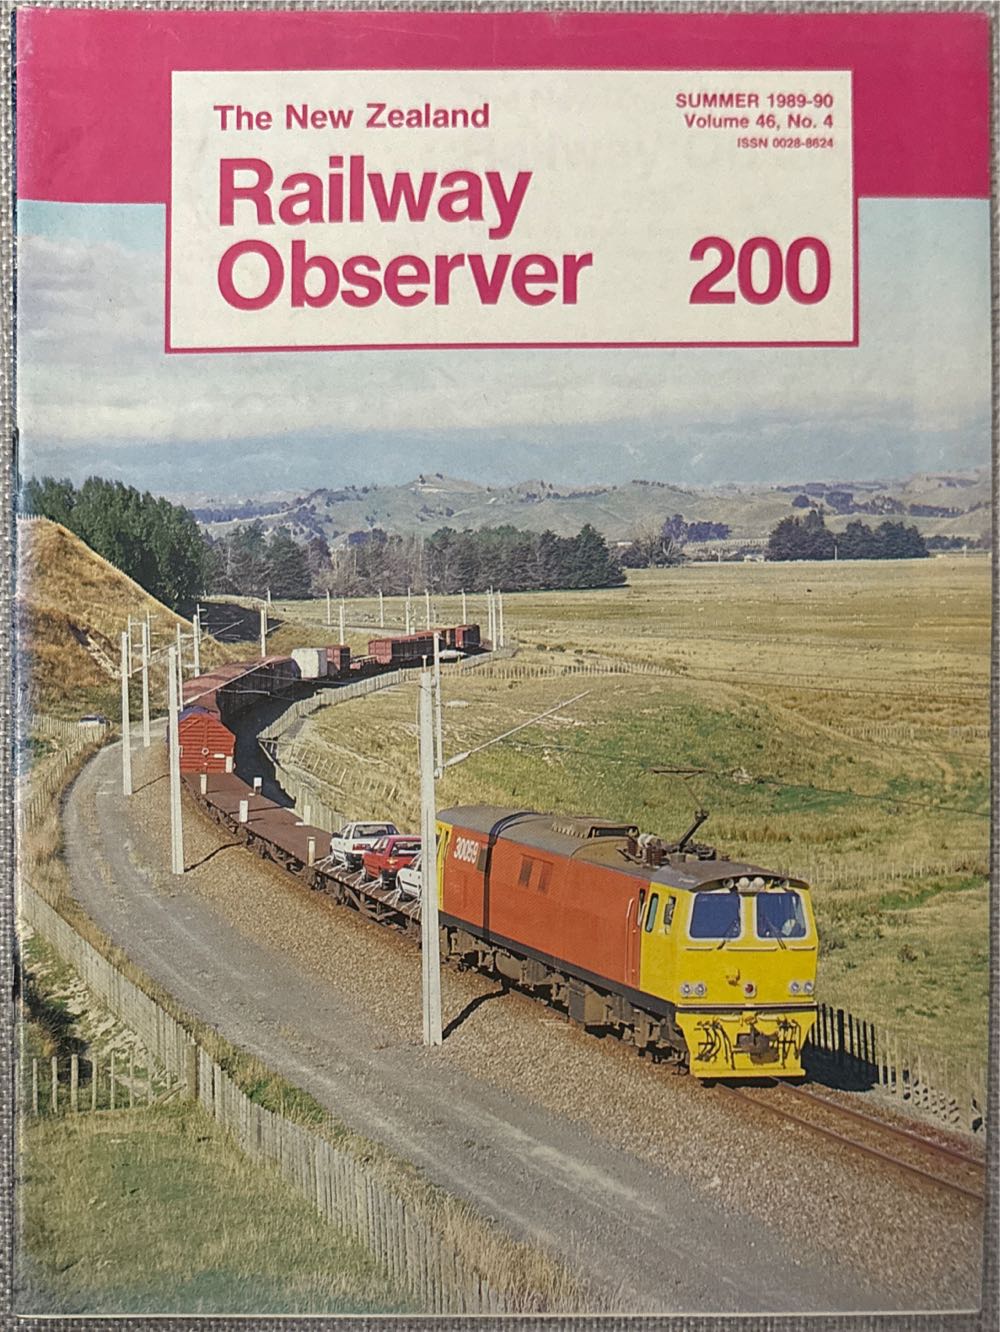 The New Zealand
Railway
Observer
SUMMER 1989-90
Volume 46, No. 4
ISSN 0028-8624
200
30059